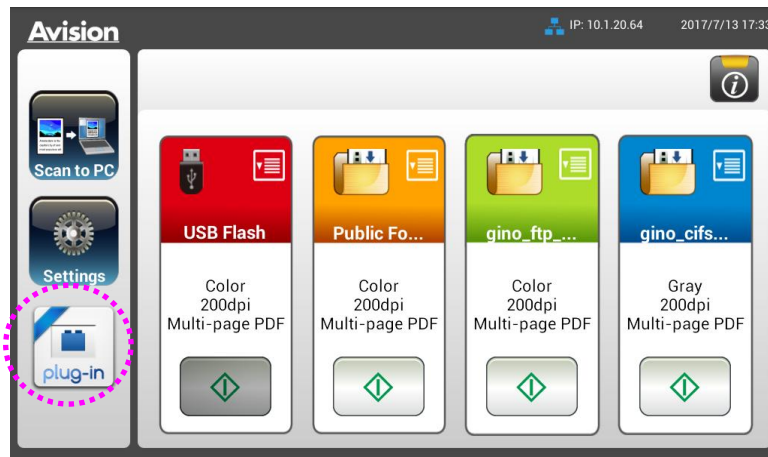 Avision
IP: 10.1.20.64
2017/7/13 17:33
Scan to PC
Settings
plug-in
USB Flash
Color
200dpi
Multi-page PDF
Public Fo...
Color
200dpi
Multi-page PDF
gino_ftp_...
Color
200dpi
Multi-page PDF
gino_cifs...
Gray
200dpi
Multi-page PDF